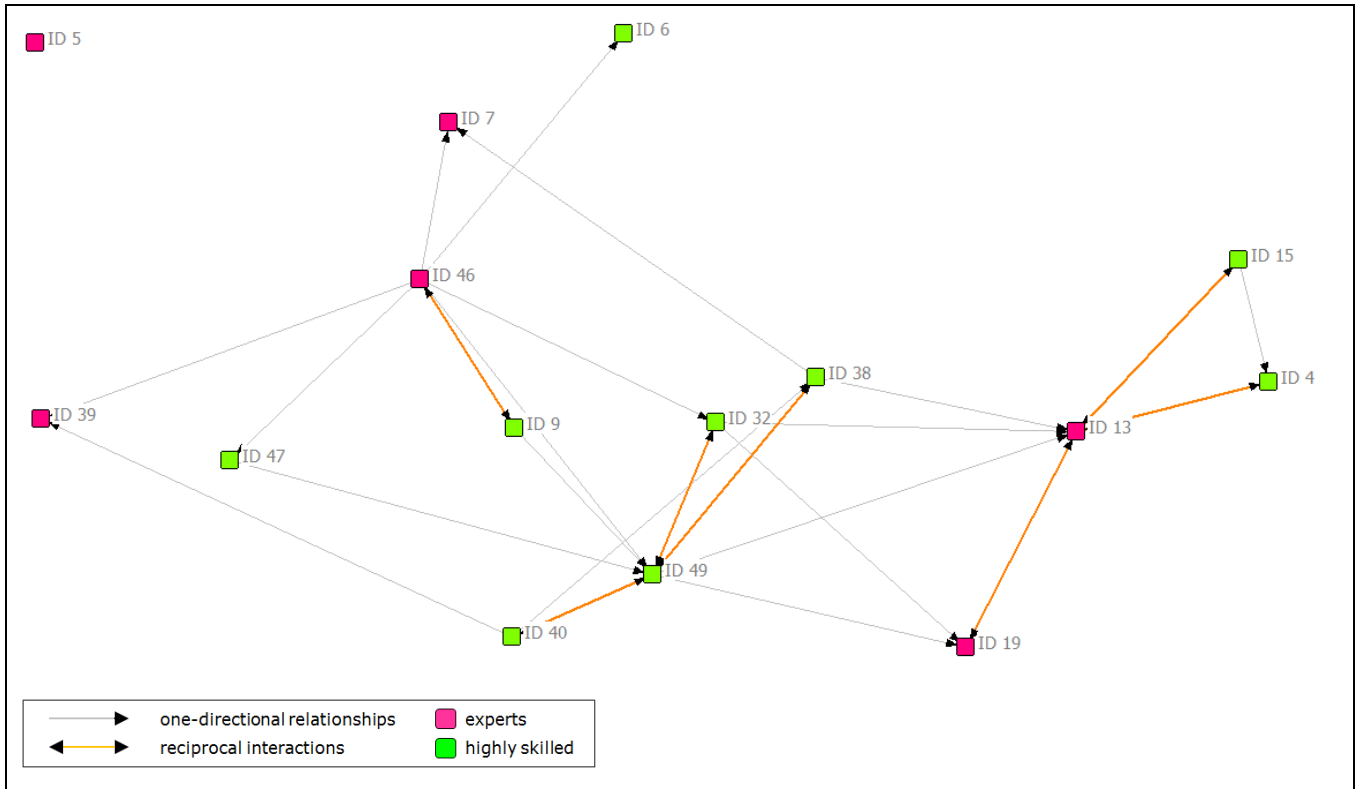 ID 5
ID 6
ID 7
ID 46
ID 15
ID 38
ID 4
ID 39
ID 9
ID 32
ID 13
ID 47
ID 49
ID 40
ID 19
one-directional relationships
experts
reciprocal interactions
highly skilled